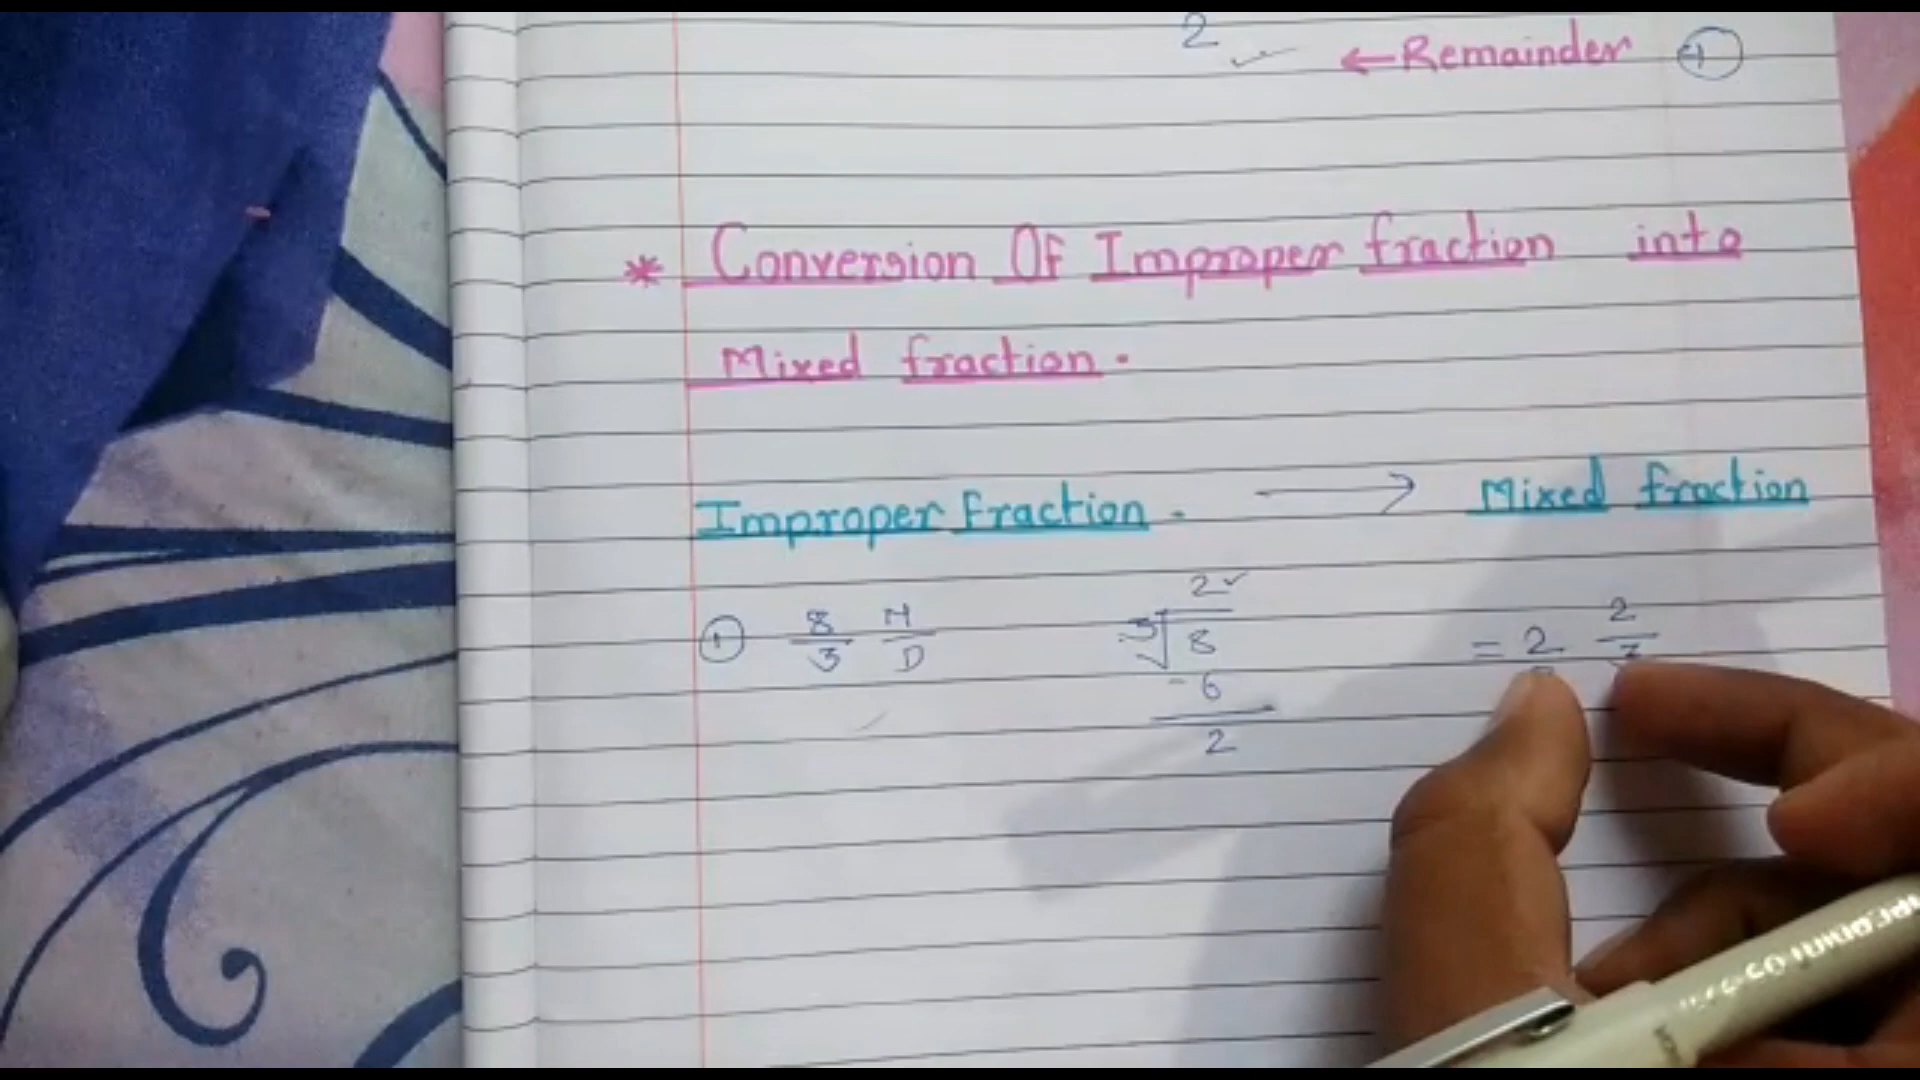 2 ← Remainder ④
* Conversion Of Improper fraction into
Mixed fraction.
Improper fraction. → Mixed fraction
① 8/3 N/D
2
3√8
-6
2
= 2 2/3